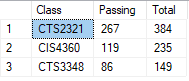 Class Passing Total
1 CTS2321 267 384
2 CIS4360 119 235
3 CTS3348 86 149